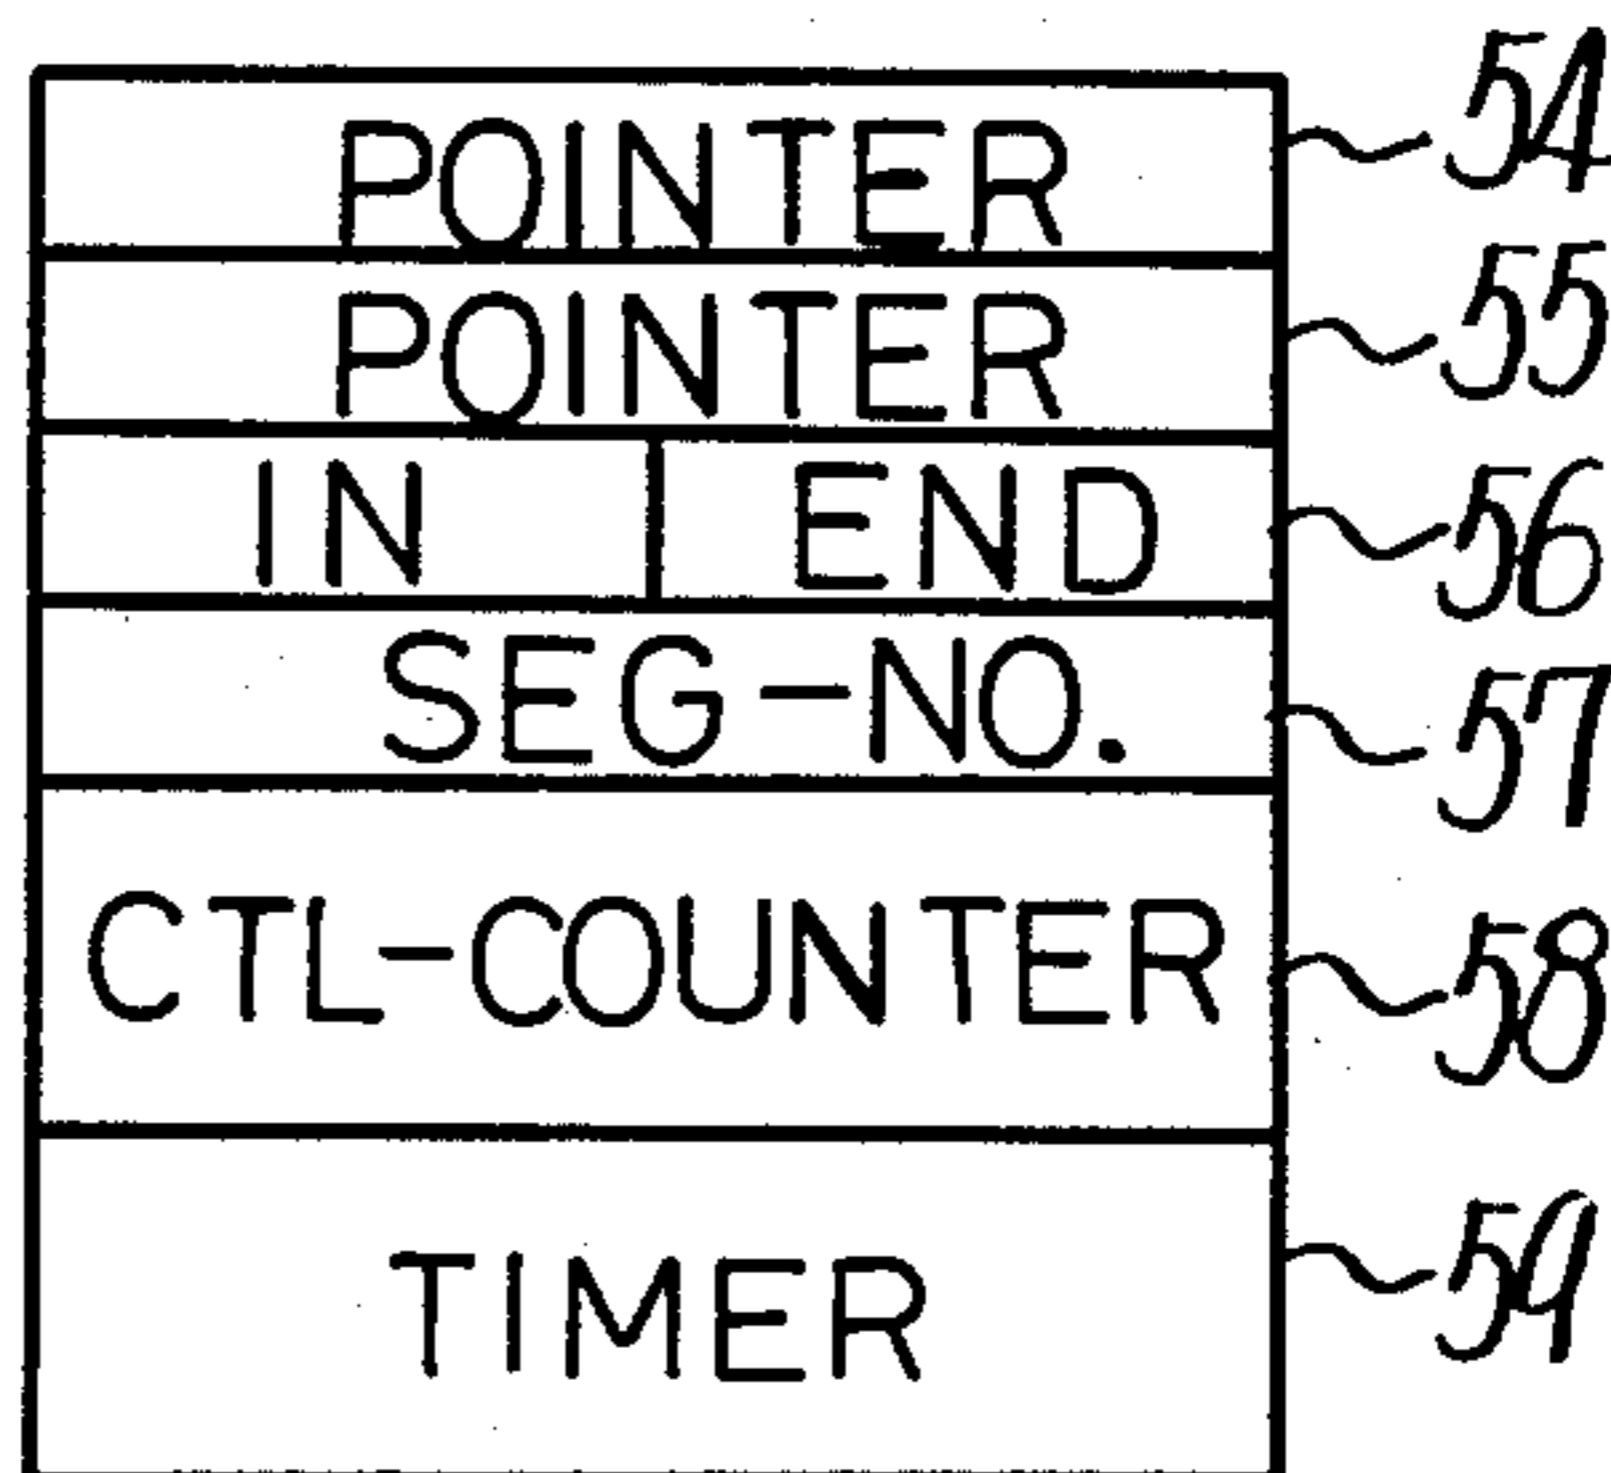 POINTER 54
POINTER 55
IN END 56
SEG-NO. 57
CTL-COUNTER 58
TIMER 59